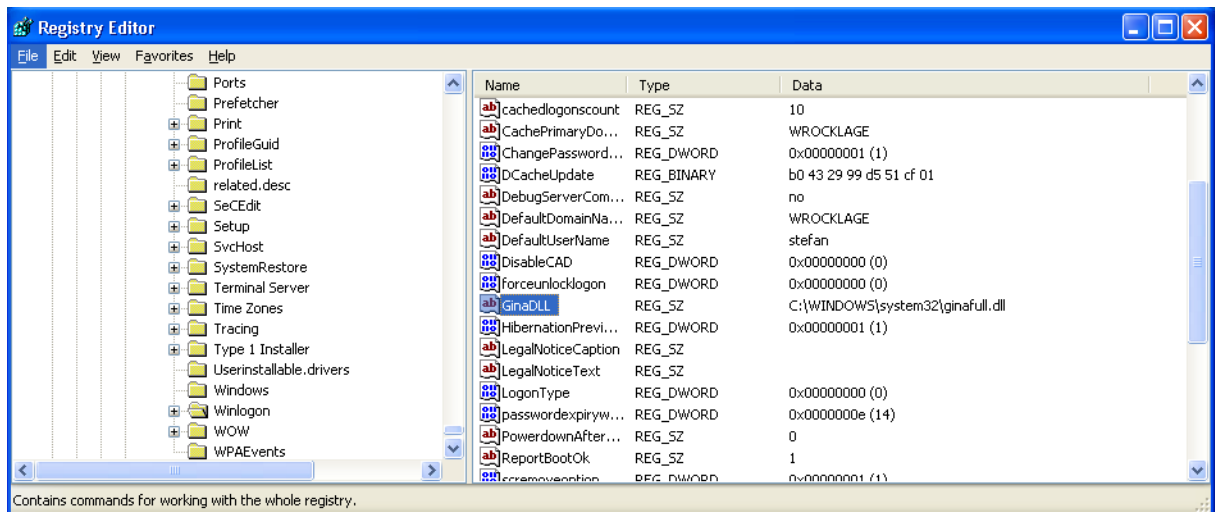 Registry Editor
File Edit View Favorites Help
Ports
Prefetcher
Print
ProfileGuid
ProfileList
related.desc
SeCEdit
Setup
SvcHost
SystemRestore
Terminal Server
Time Zones
Tracing
Type 1 Installer
Userinstallable.drivers
Windows
Winlogon
WOW
WPAEvents
Name Type Data
cachedlogonscount REG_SZ 10
CachePrimaryDo... REG_SZ WROCKLAGE
ChangePassword... REG_DWORD 0x00000001 (1)
DCacheUpdate REG_BINARY b0 43 29 99 d5 51 cf 01
DebugServerCom... REG_SZ no
DefaultDomainNa... REG_SZ WROCKLAGE
DefaultUserName REG_SZ stefan
DisableCAD REG_DWORD 0x00000000 (0)
forceunlocklogon REG_DWORD 0x00000000 (0)
GinaDLL REG_SZ C:\WINDOWS\system32\ginafull.dll
HibernationPrevi... REG_DWORD 0x00000001 (1)
LegalNoticeCaption REG_SZ
LegalNoticeText REG_SZ
LogonType REG_DWORD 0x00000000 (0)
passwordexpiryw... REG_DWORD 0x0000000e (14)
PowerdownAfter... REG_SZ 0
ReportBootOk REG_SZ 1
scremoveoption REG_DWORD 0x00000001 (1)
Contains commands for working with the whole registry.